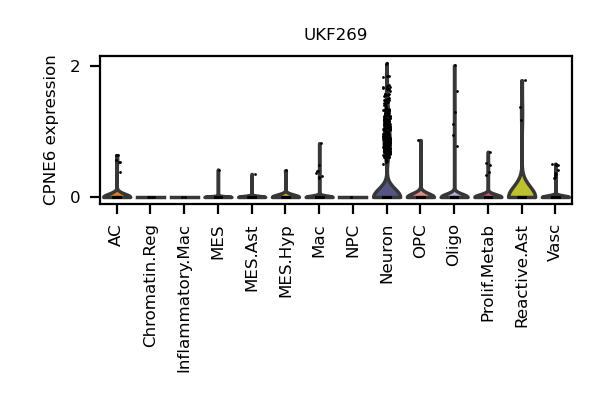 UKF269
CPNE6 expression
2
0
AC
Chromatin.Reg
Inflammatory.Mac
MES
MES.Ast
MES.Hyp
Mac
NPC
Neuron
OPC
Oligo
Prolif.Metab
Reactive.Ast
Vasc